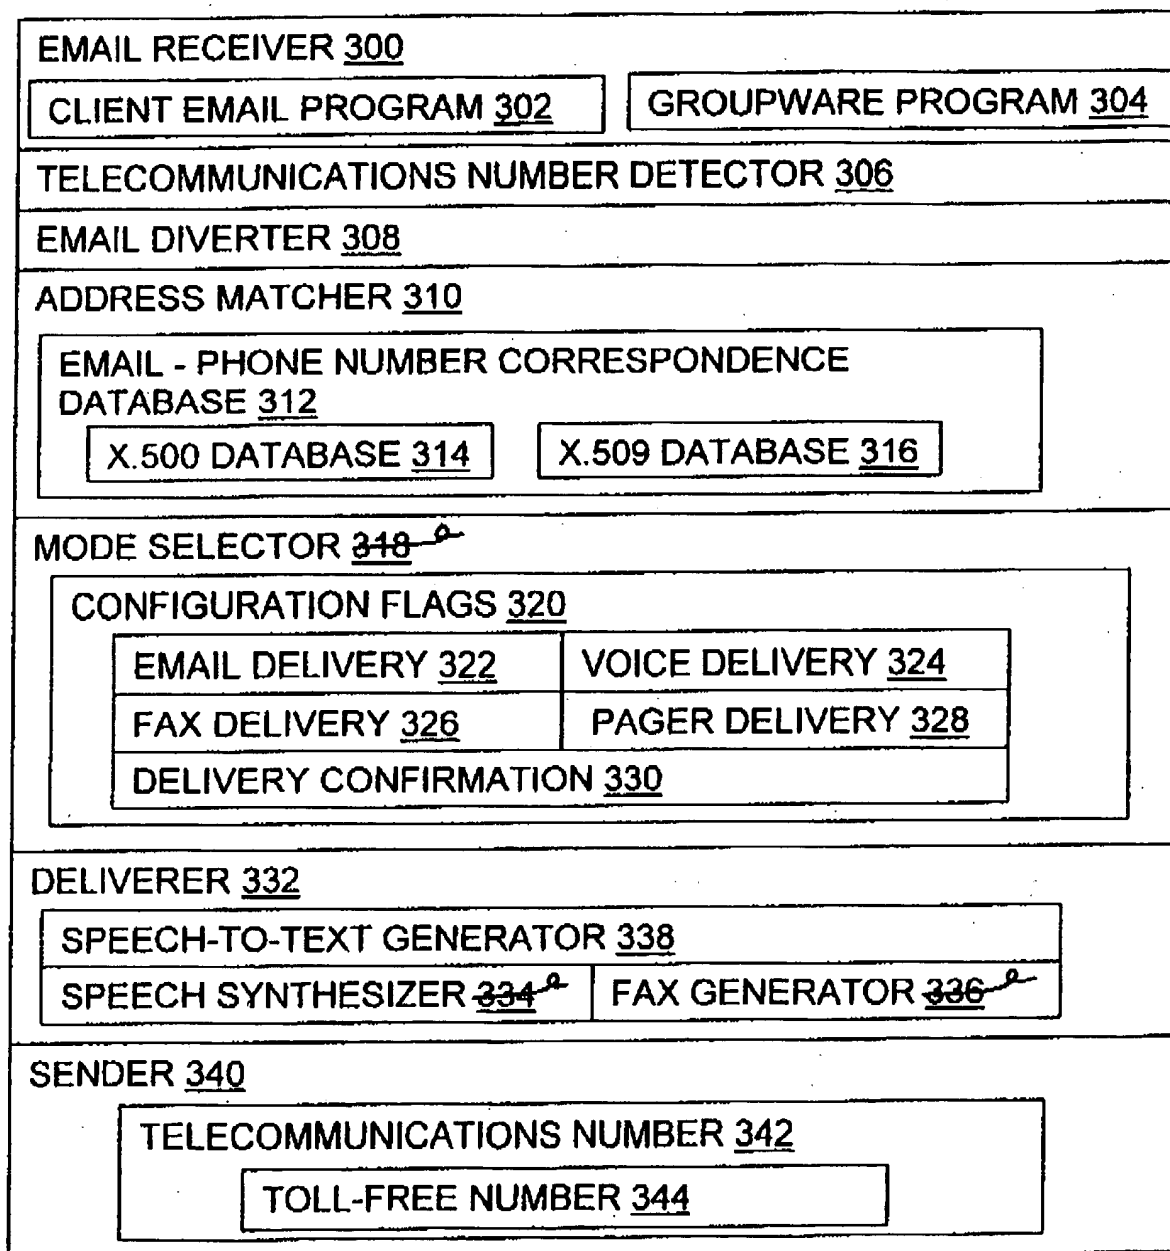 EMAIL RECEIVER 300
CLIENT EMAIL PROGRAM 302
GROUPWARE PROGRAM 304
TELECOMMUNICATIONS NUMBER DETECTOR 306
EMAIL DIVERTER 308
ADDRESS MATCHER 310
EMAIL - PHONE NUMBER CORRESPONDENCE
DATABASE 312
X.500 DATABASE 314
X.509 DATABASE 316
MODE SELECTOR 318
CONFIGURATION FLAGS 320
EMAIL DELIVERY 322
VOICE DELIVERY 324
FAX DELIVERY 326
PAGER DELIVERY 328
DELIVERY CONFIRMATION 330
DELIVERER 332
SPEECH-TO-TEXT GENERATOR 338
SPEECH SYNTHESIZER 334
FAX GENERATOR 336
SENDER 340
TELECOMMUNICATIONS NUMBER 342
TOLL-FREE NUMBER 344